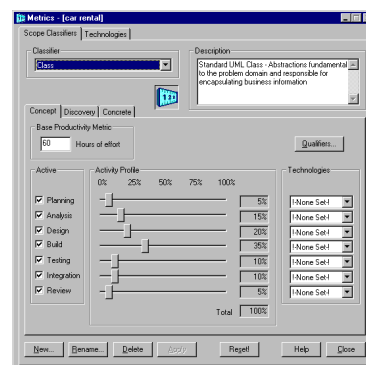 Metrics - [car rental]
Scope Classifiers Technologies
Classifier
Class
Description
Standard UML Class - Abstractions fundamental
to the problem domain and responsible for
encapsulating business information
Concept Discovery Concrete
Base Productivity Metric
60 Hours of effort
Qualifiers...
Active Activity Profile Technologies
0% 25% 50% 75% 100%
Planning 5% !-None Set-!
Analysis 15% !-None Set-!
Design 20% !-None Set-!
Build 35% !-None Set-!
Testing 10% !-None Set-!
Integration 10% !-None Set-!
Review 5% !-None Set-!
Total 100%
New... Rename... Delete Apply Reset! Help Close